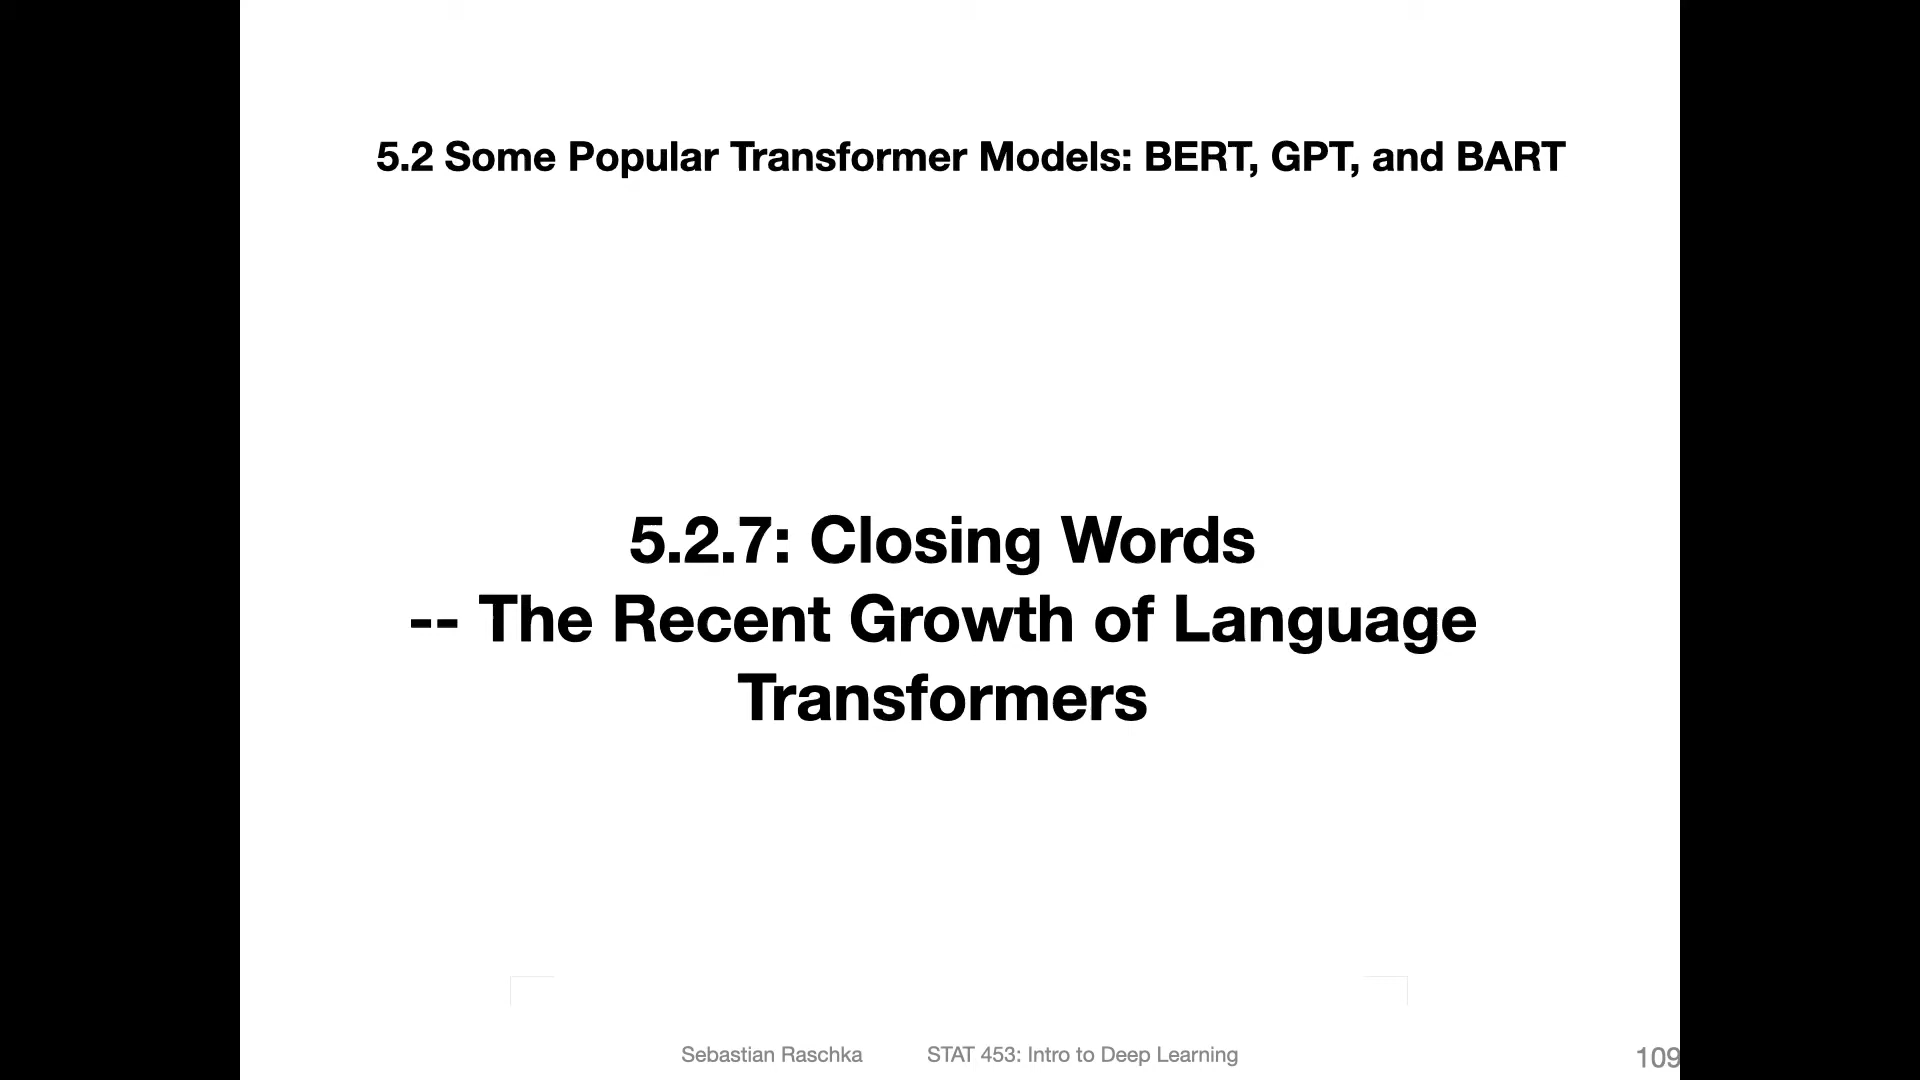 5.2 Some Popular Transformer Models: BERT, GPT, and BART
5.2.7: Closing Words
-- The Recent Growth of Language
Transformers
Sebastian Raschka STAT 453: Intro to Deep Learning 109